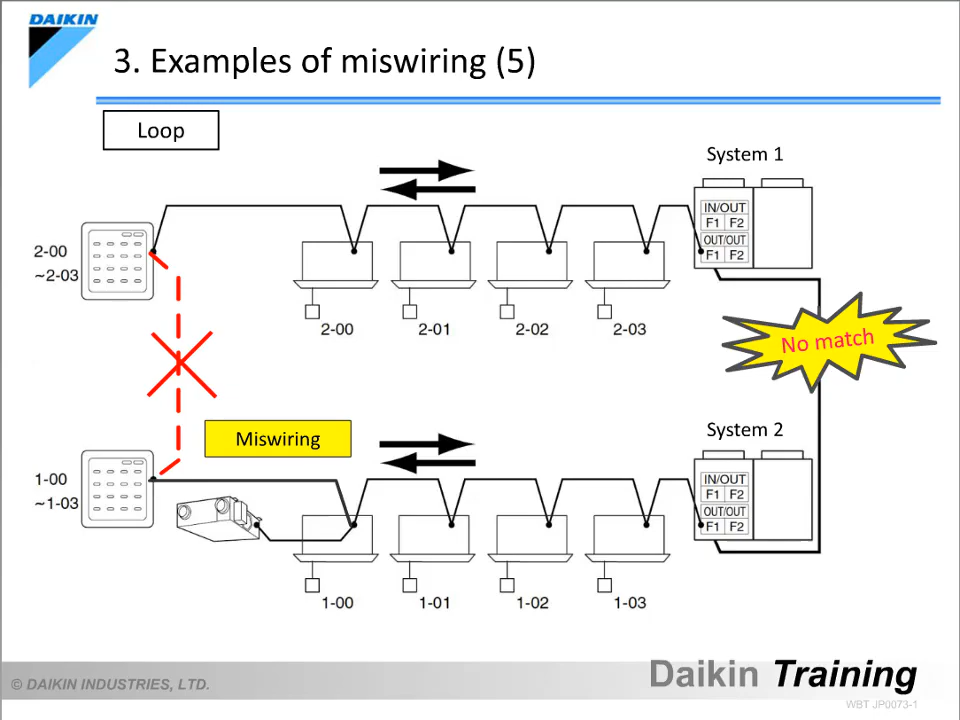 DAIKIN
3. Examples of miswiring (5)
Loop
System 1
IN/OUT
F1 F2
OUT/OUT
F1 F2
2-00
~2-03
2-00 2-01 2-02 2-03
No match
Miswiring
System 2
IN/OUT
F1 F2
OUT/OUT
F1 F2
1-00
~1-03
1-00 1-01 1-02 1-03
© DAIKIN INDUSTRIES, LTD.
Daikin Training
WBT JP0073-1